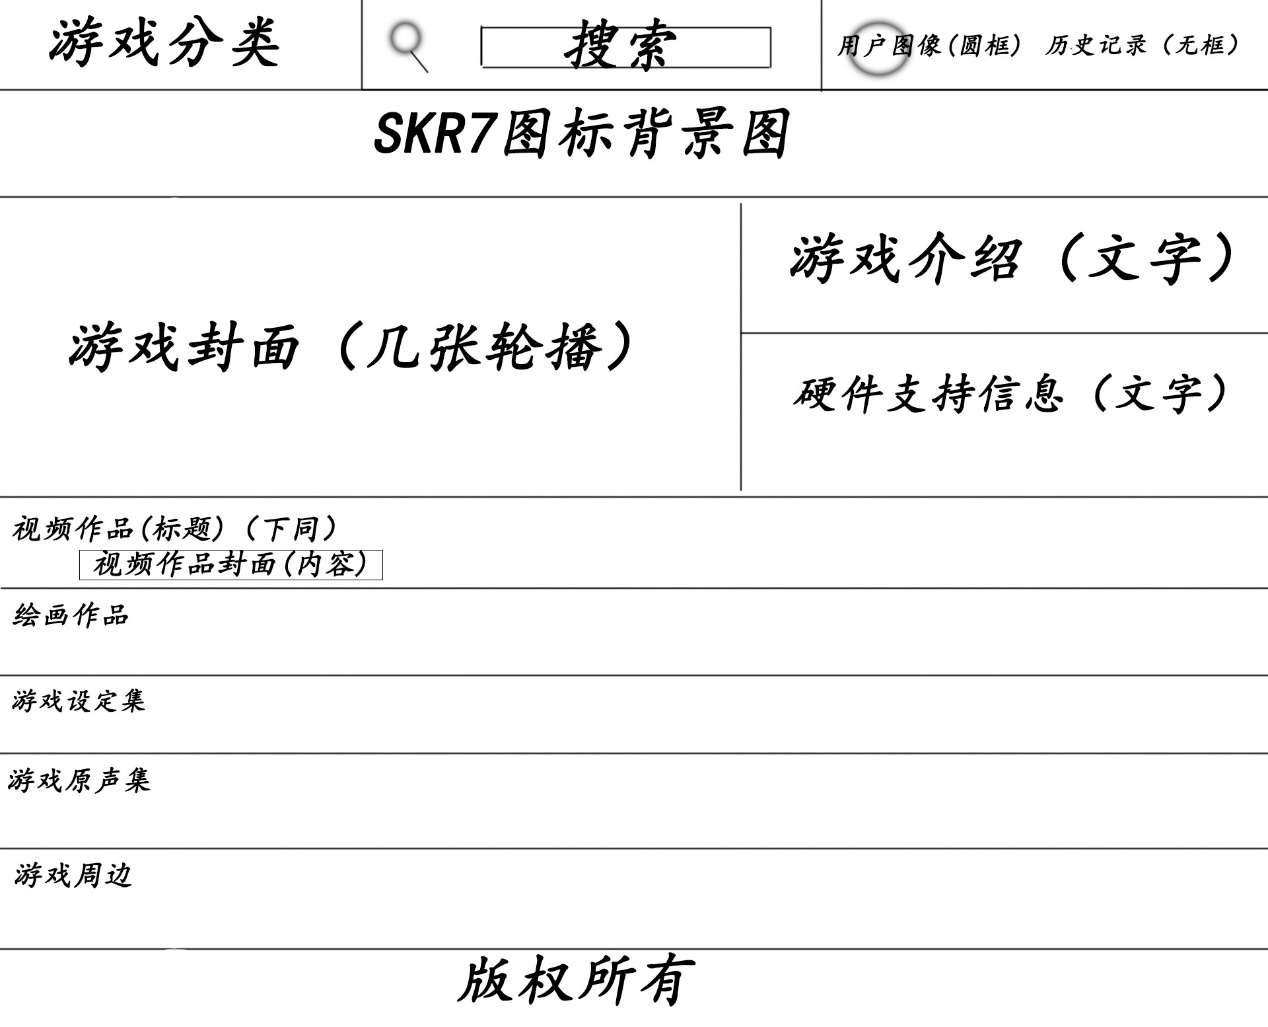 游戏分类
搜索
用户图像(圆框) 历史记录（无框）
SKR7图标背景图
游戏封面（几张轮播）
游戏介绍（文字）
硬件支持信息（文字）
视频作品(标题)（下同）
视频作品封面(内容)
绘画作品
游戏设定集
游戏原声集
游戏周边
版权所有